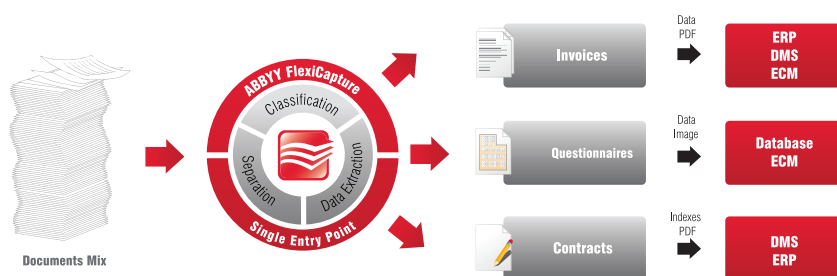 Documents Mix
ABBYY FlexiCapture
Classification
Separation
Data Extraction
Single Entry Point
Invoices
Data
PDF
ERP
DMS
ECM
Questionnaires
Data
Image
Database
ECM
Contracts
Indexes
PDF
DMS
ERP